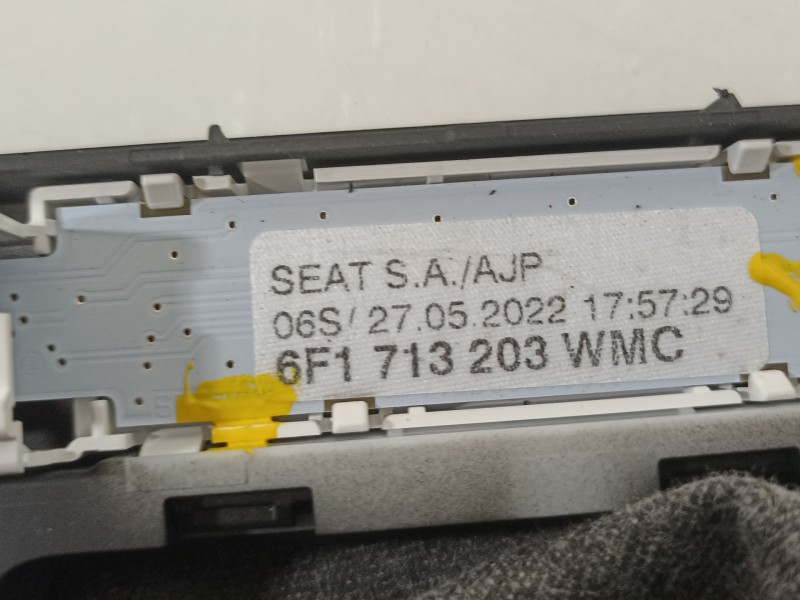 SEAT S.A./AJP
06S/ 27.05.2022 17:57:29
6F1 713 203 WMC